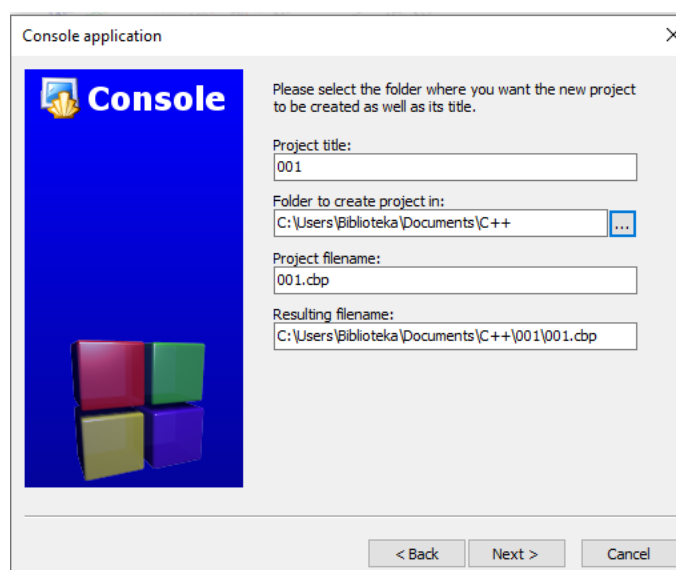 Console application
Console
Please select the folder where you want the new project
to be created as well as its title.
Project title:
001
Folder to create project in:
C:\Users\Biblioteka\Documents\C++
...
Project filename:
001.cbp
Resulting filename:
C:\Users\Biblioteka\Documents\C++\001\001.cbp
< Back
Next >
Cancel